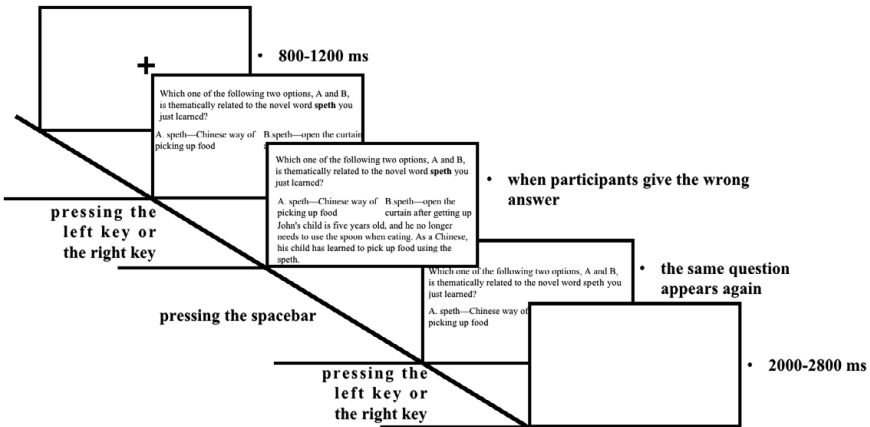 +
• 800-1200 ms
Which one of the following two options, A and B,
is thematically related to the novel word speth you
just learned?
A. speth—Chinese way of B.speth—open the curtain
picking up food
Which one of the following two options, A and B,
is thematically related to the novel word speth you
just learned?
A. speth—Chinese way of B.speth—open the
picking up food curtain after getting up
John's child is five years old, and he no longer
needs to use the spoon when eating. As a Chinese,
his child has learned to pick up food using the
speth.
• when participants give the wrong
answer
pressing the
left key or
the right key
Which one of the following two options, A and B,
is thematically related to the novel word speth you
just learned?
A. speth—Chinese way of
picking up food
• the same question
appears again
pressing the spacebar
• 2000-2800 ms
pressing the
left key or
the right key